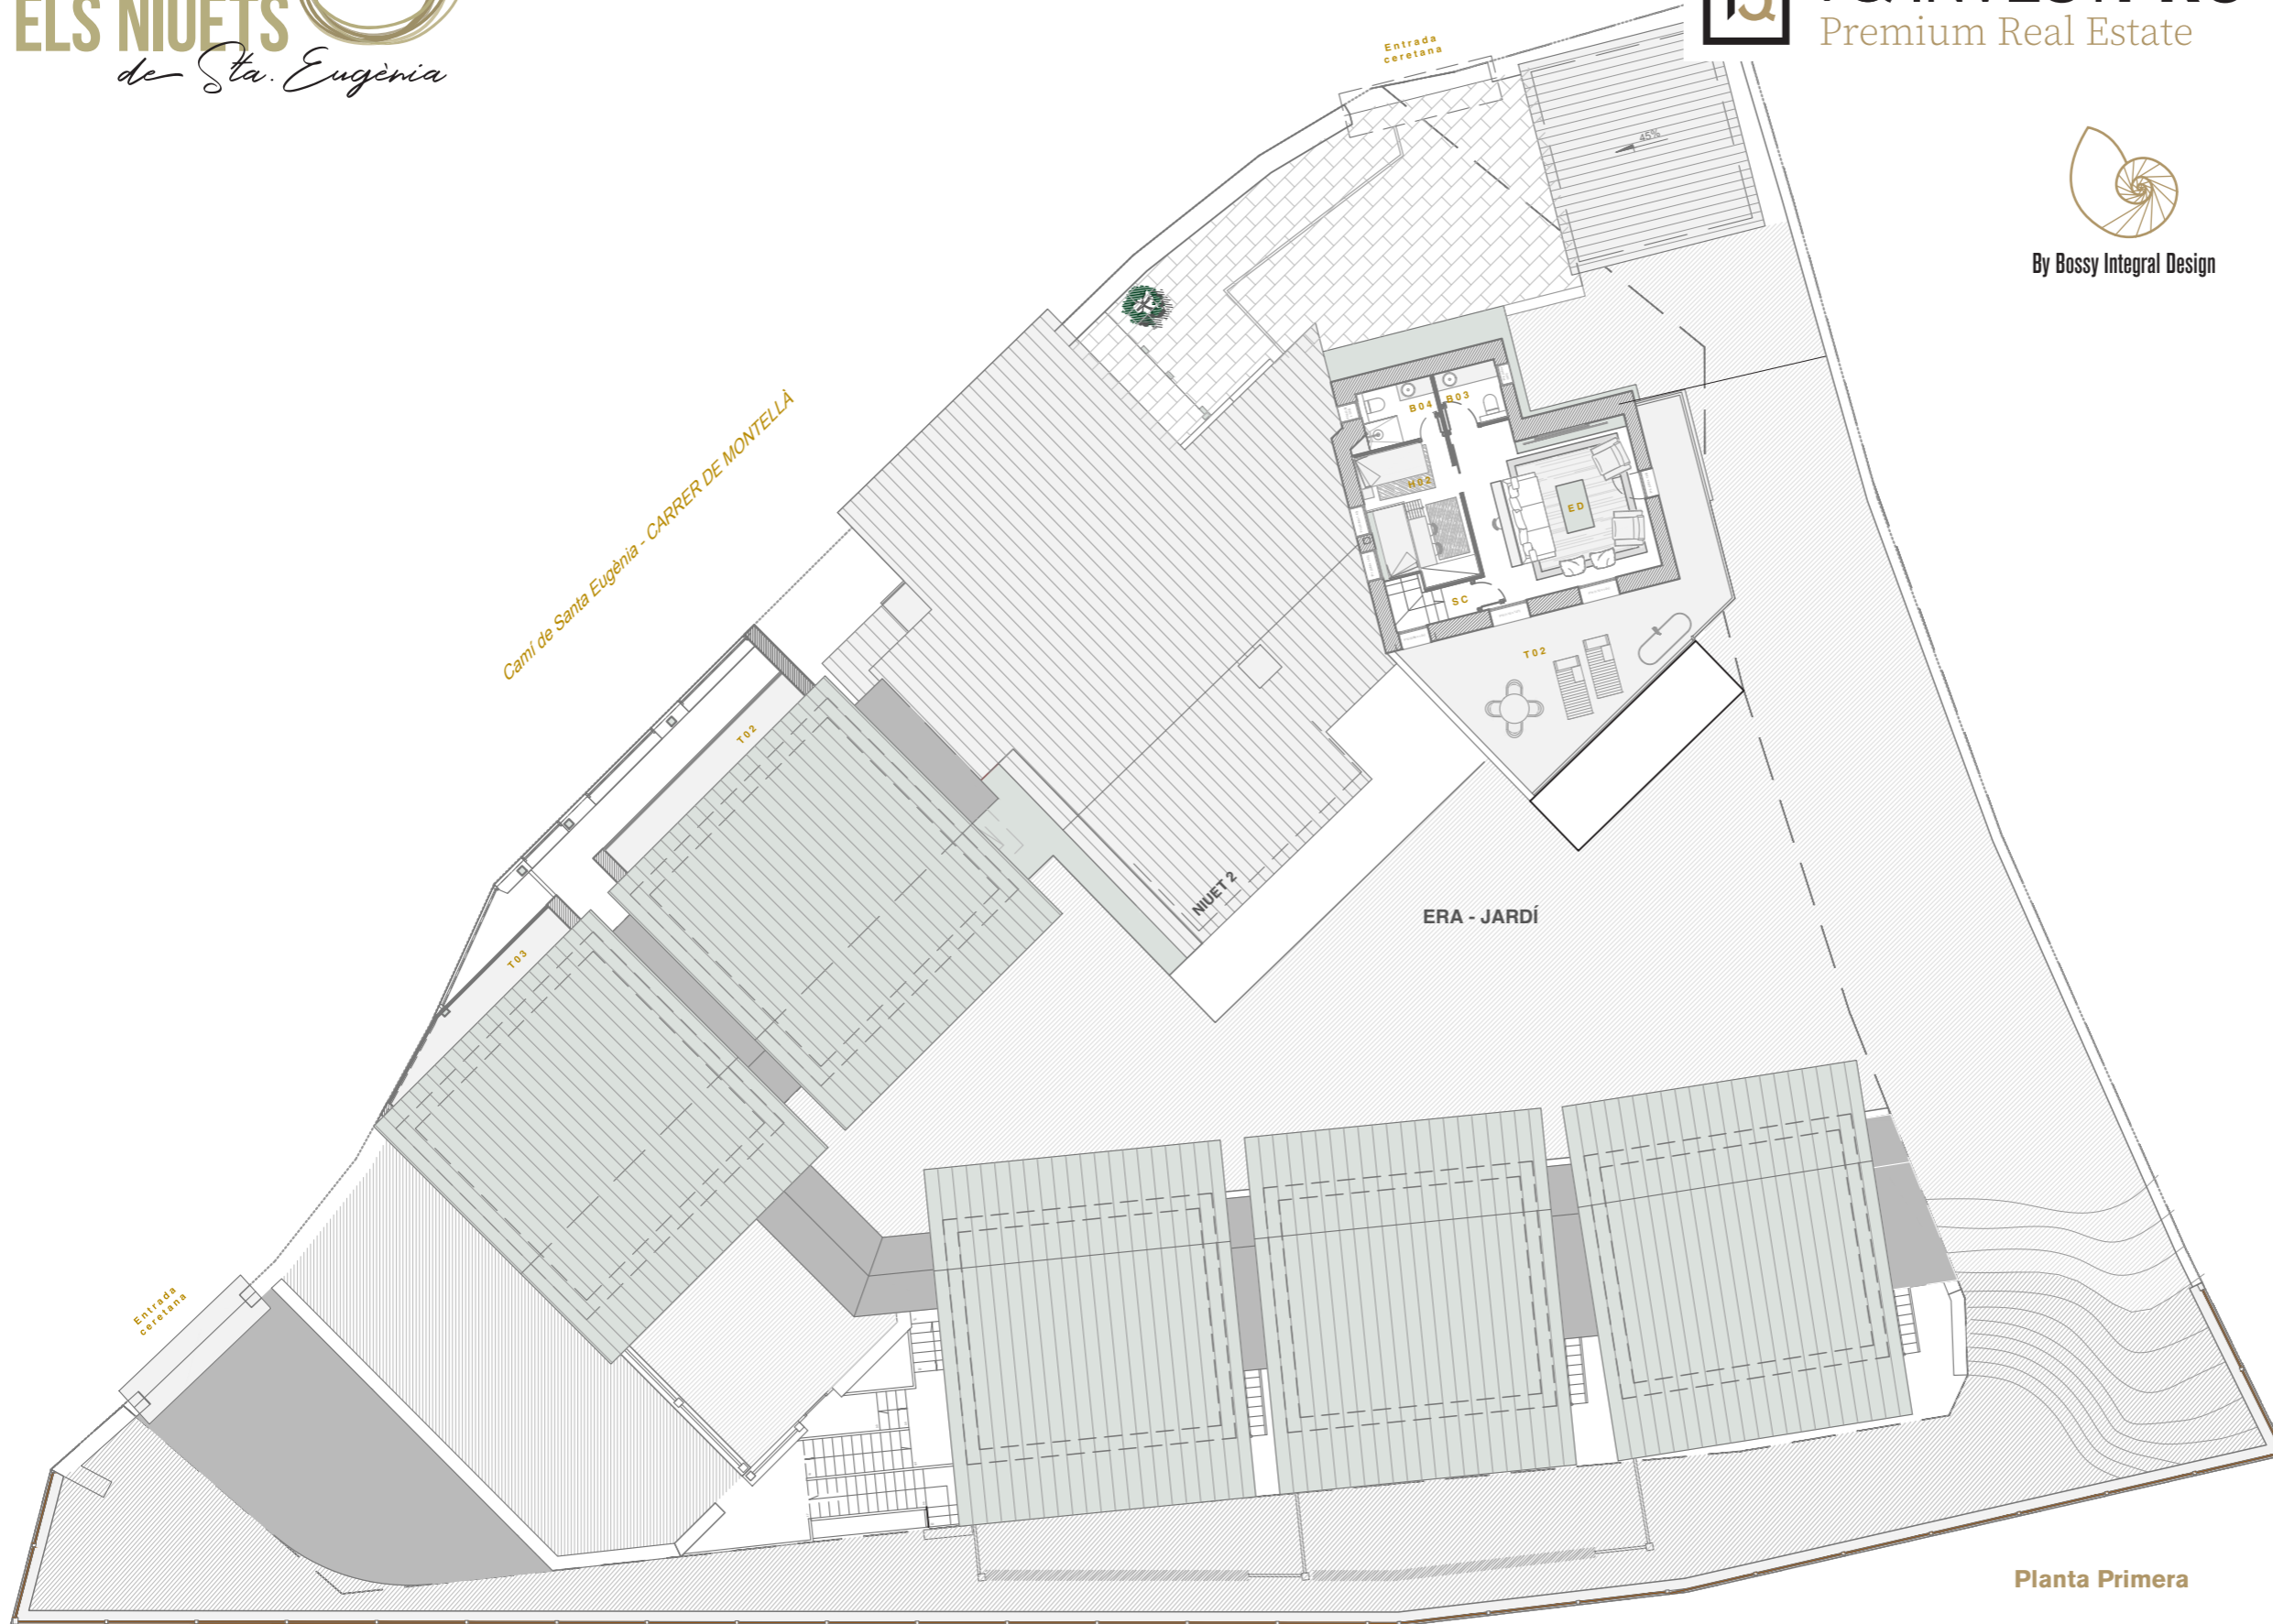 ELS NIUETS
de Sta. Eugènia
Premium Real Estate
By Bossy Integral Design
Entrada
ceretana
45%
Camí de Santa Eugènia - CARRER DE MONTELLÀ
B04
B03
H02
ED
SC
T02
T02
T03
NIUET 2
ERA - JARDÍ
Entrada
ceretana
Planta Primera